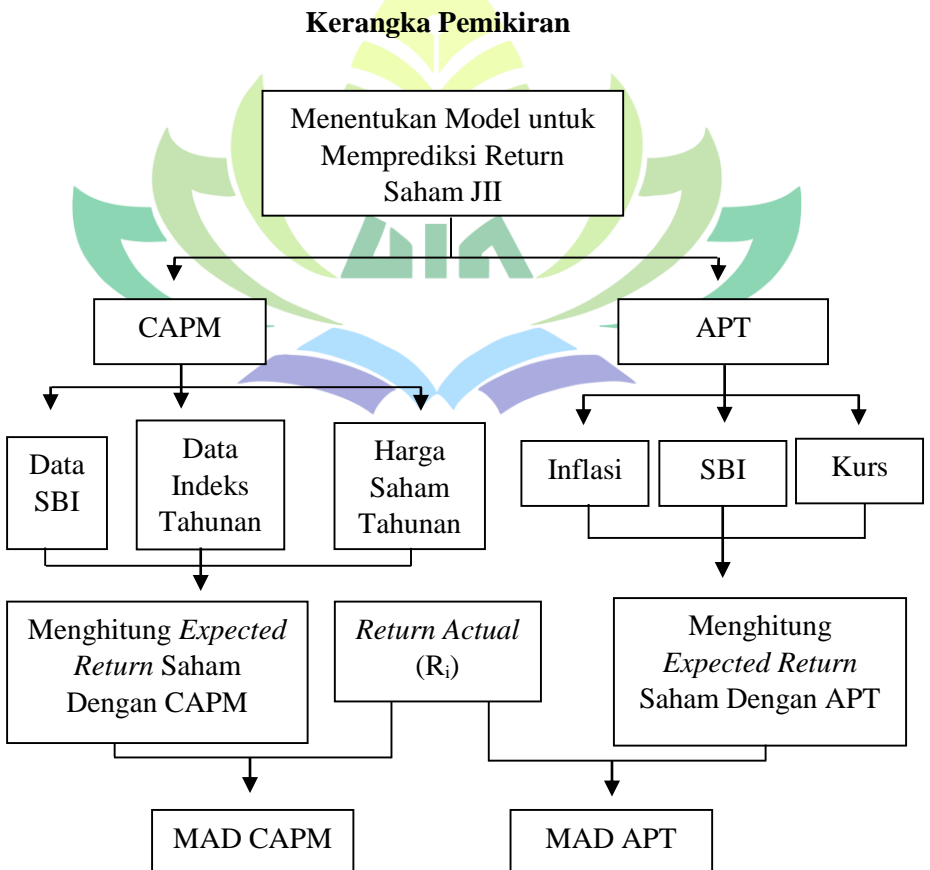 Kerangka Pemikiran
Menentukan Model untuk
Memprediksi Return
Saham JII
UIN
CAPM
APT
Data
SBI
Data
Indeks
Tahunan
Harga
Saham
Tahunan
Inflasi
SBI
Kurs
Menghitung Expected
Return Saham
Dengan CAPM
Return Actual
(Rᵢ)
Menghitung
Expected Return
Saham Dengan APT
MAD CAPM
MAD APT